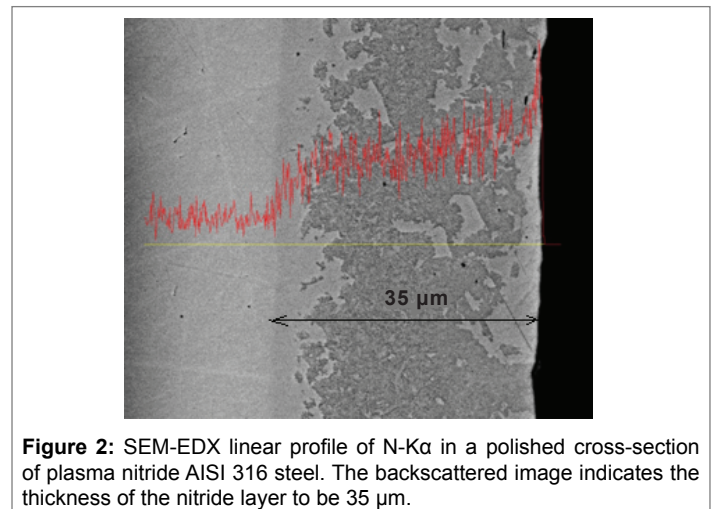 35 µm
Figure 2: SEM-EDX linear profile of N-Kα in a polished cross-section
of plasma nitride AISI 316 steel. The backscattered image indicates the
thickness of the nitride layer to be 35 µm.